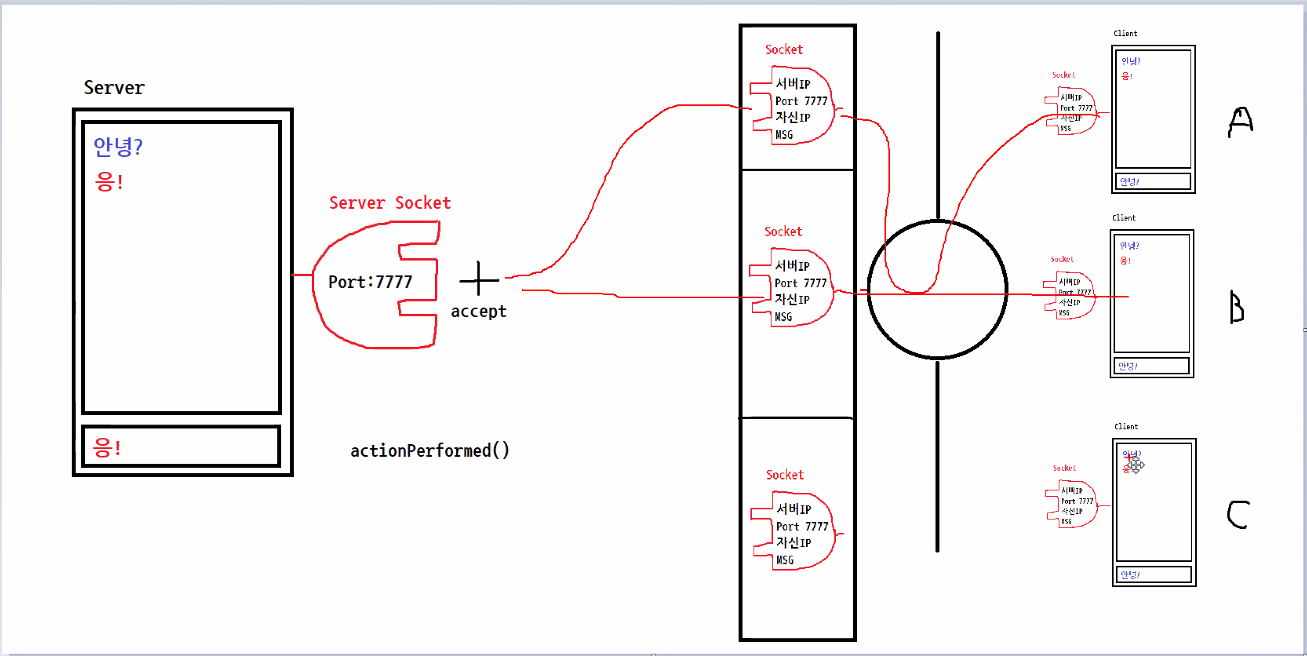 Server
안녕?
응!
응!
Server Socket
Port:7777
accept
actionPerformed()
Socket
서버IP
Port 7777
자신IP
MSG
Socket
서버IP
Port 7777
자신IP
MSG
Socket
서버IP
Port 7777
자신IP
MSG
Client
안녕?
응!
안녕?
Socket
서버IP
Port 7777
자신IP
MSG
A
Client
안녕?
응!
안녕?
Socket
서버IP
Port 7777
자신IP
MSG
B
Client
안녕?
안녕?
Socket
서버IP
Port 7777
자신IP
MSG
C